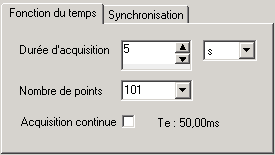 Fonction du temps Synchronisation
Durée d'acquisition 5 s
Nombre de points 101
Acquisition continue Te : 50,00ms